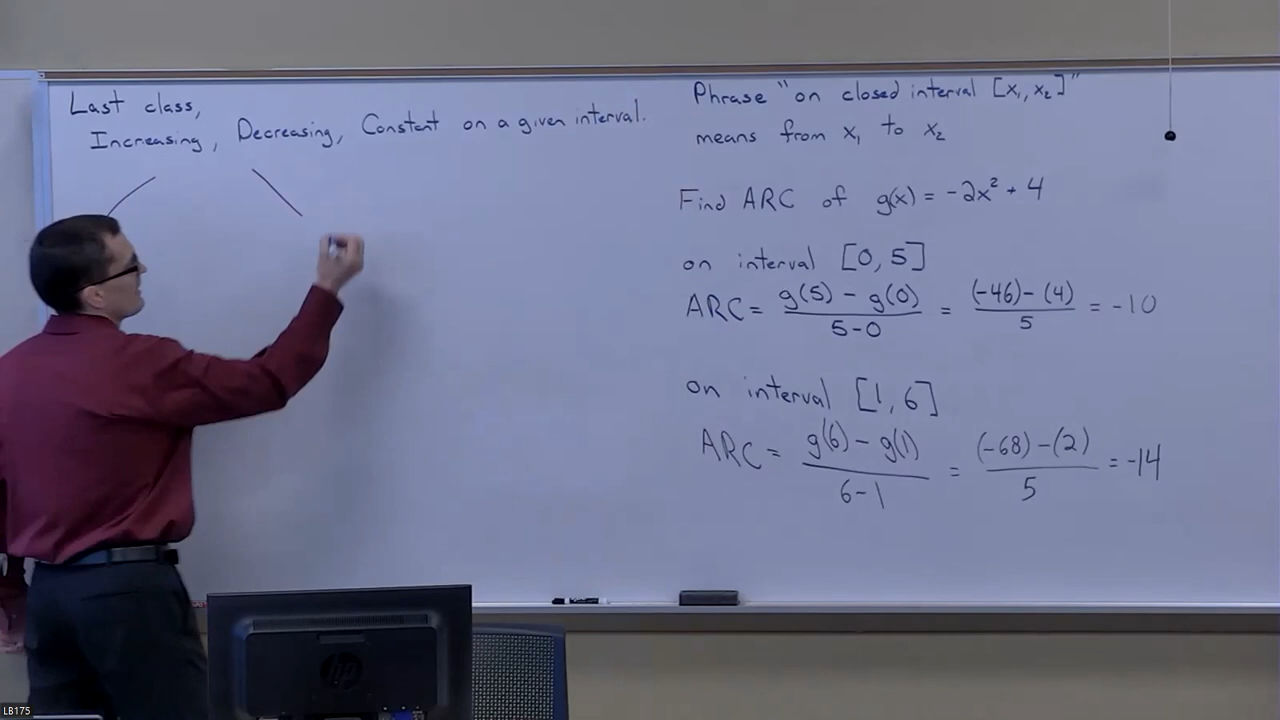 Last class,
Increasing, Decreasing, Constant on a given interval.
Phrase "on closed interval [x₁, x₂]"
means from x₁ to x₂
Find ARC of g(x) = -2x² + 4
on interval [0, 5]
ARC = g(5) - g(0) / 5-0 = (-46) - (4) / 5 = -10
on interval [1, 6]
ARC = g(6) - g(1) / 6-1 = (-68) - (2) / 5 = -14
hp
LB175